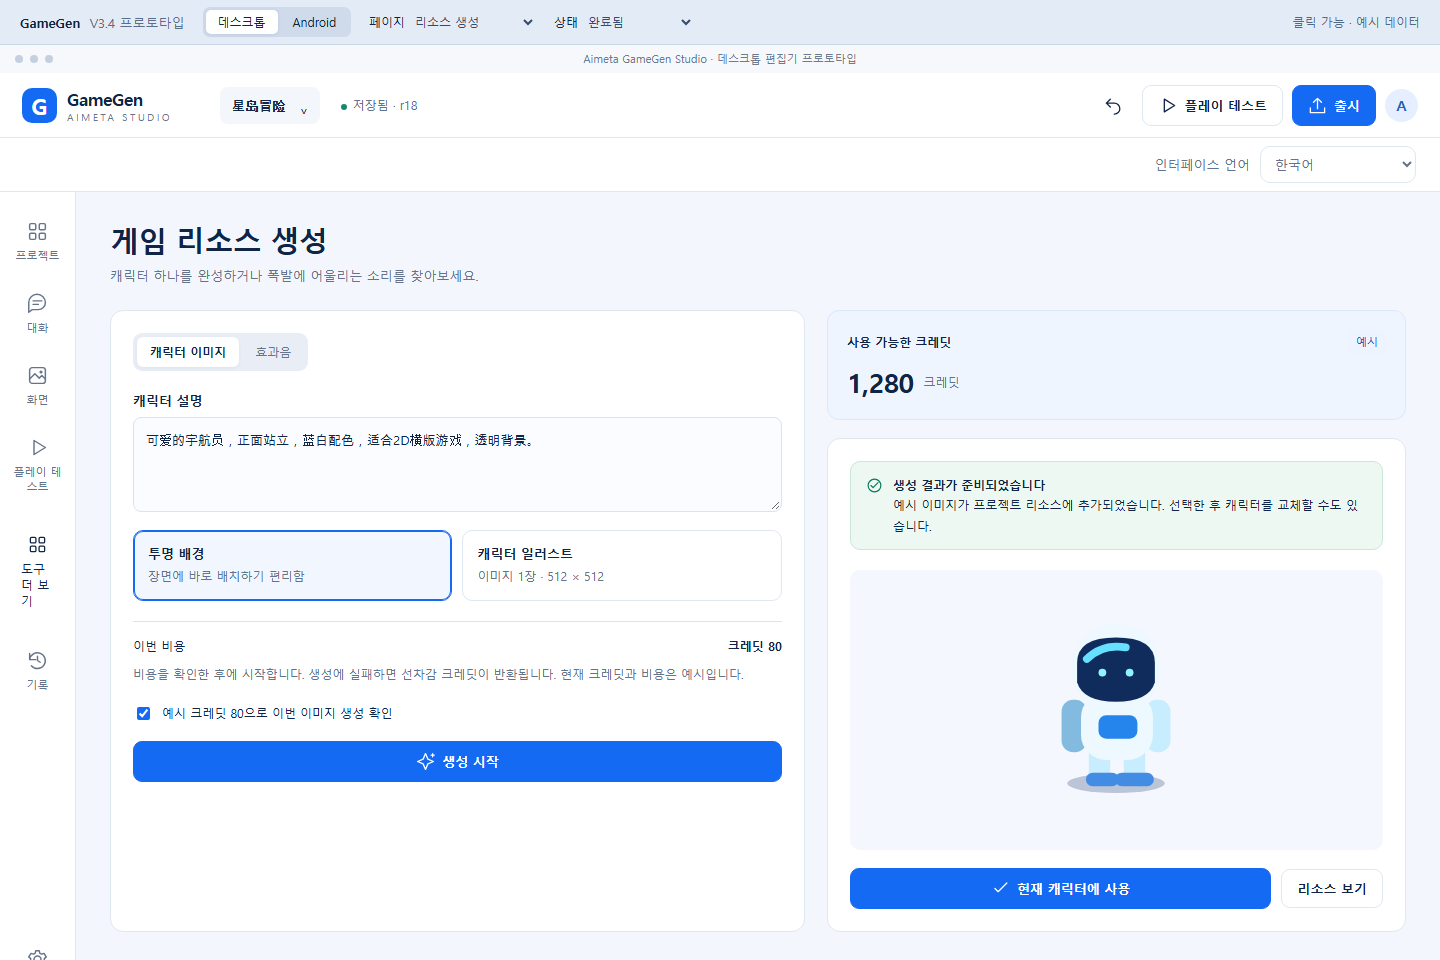 GameGen V3.4 프로토타입 데스크톱 Android 페이지 리소스 생성 상태 완료됨 클릭 가능 · 예시 데이터
Aimeta GameGen Studio · 데스크톱 편집기 프로토타입
G GameGen
AIMETA STUDIO
星岛冒险 저장됨 · r18 플레이 테스트 출시 A
인터페이스 언어 한국어
프로젝트
대화
화면
플레이 테
스트
도구
더 보
기
기록
게임 리소스 생성
캐릭터 하나를 완성하거나 폭발에 어울리는 소리를 찾아보세요.
캐릭터 이미지 효과음
캐릭터 설명
可爱的宇航员，正面站立，蓝白配色，适合2D横版游戏，透明背景。
투명 배경
장면에 바로 배치하기 편리함
캐릭터 일러스트
이미지 1장 · 512 × 512
이번 비용 크레딧 80
비용을 확인한 후에 시작합니다. 생성에 실패하면 선차감 크레딧이 반환됩니다. 현재 크레딧과 비용은 예시입니다.
예시 크레딧 80으로 이번 이미지 생성 확인
생성 시작
사용 가능한 크레딧 예시
1,280 크레딧
생성 결과가 준비되었습니다
예시 이미지가 프로젝트 리소스에 추가되었습니다. 선택한 후 캐릭터를 교체할 수도 있
습니다.
현재 캐릭터에 사용 리소스 보기